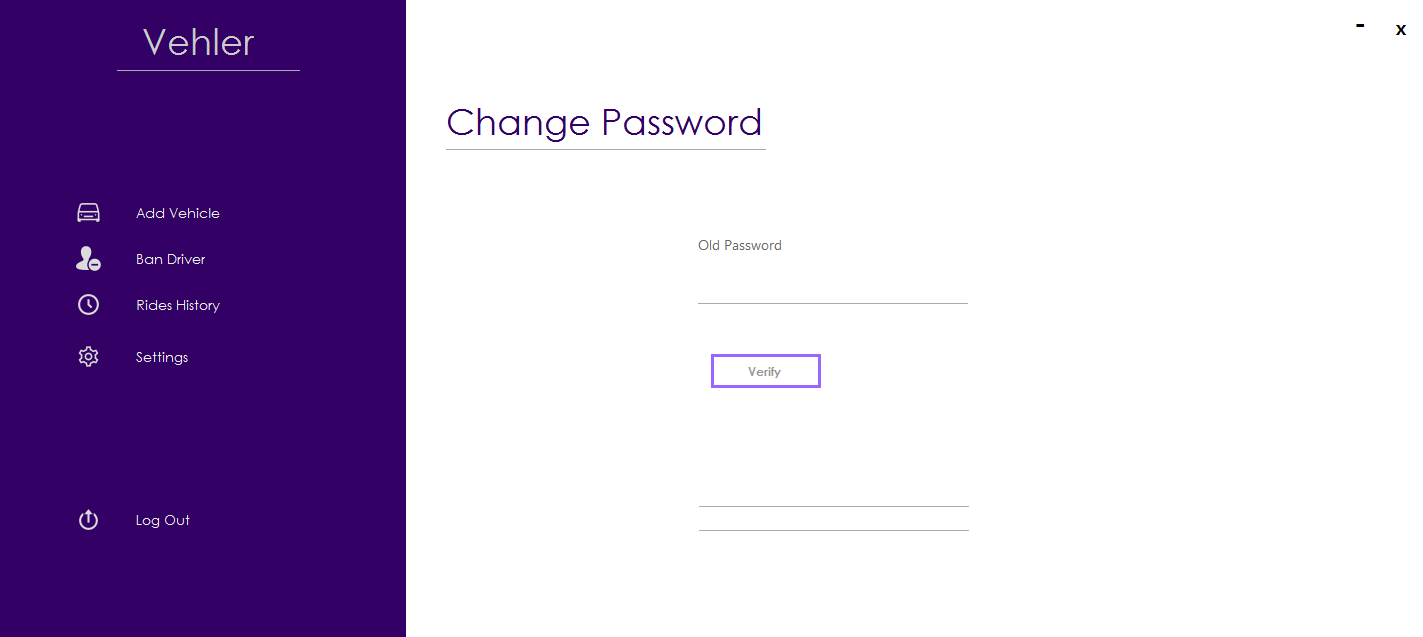 Vehler
Add Vehicle
Ban Driver
Rides History
Settings
Log Out
- x
Change Password
Old Password
Verify